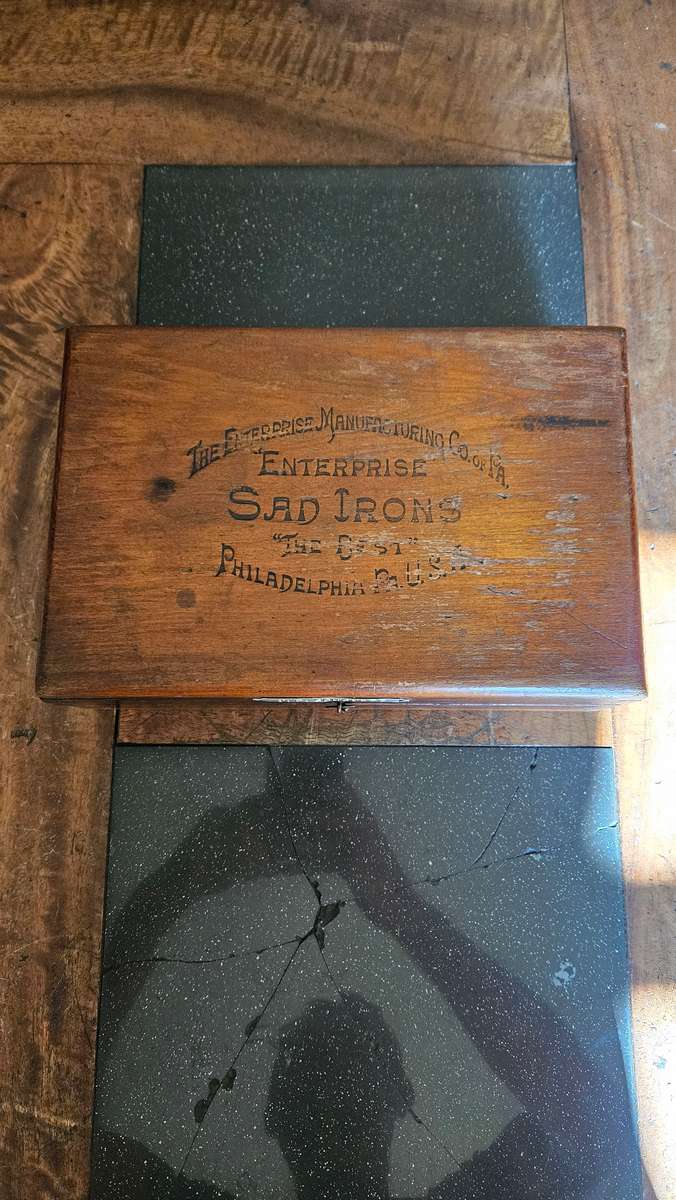 The Enterprise Manufacturing Co. of Pa.
"Enterprise
Sad Irons
"The Best"
Philadelphia Pa. U.S.A.